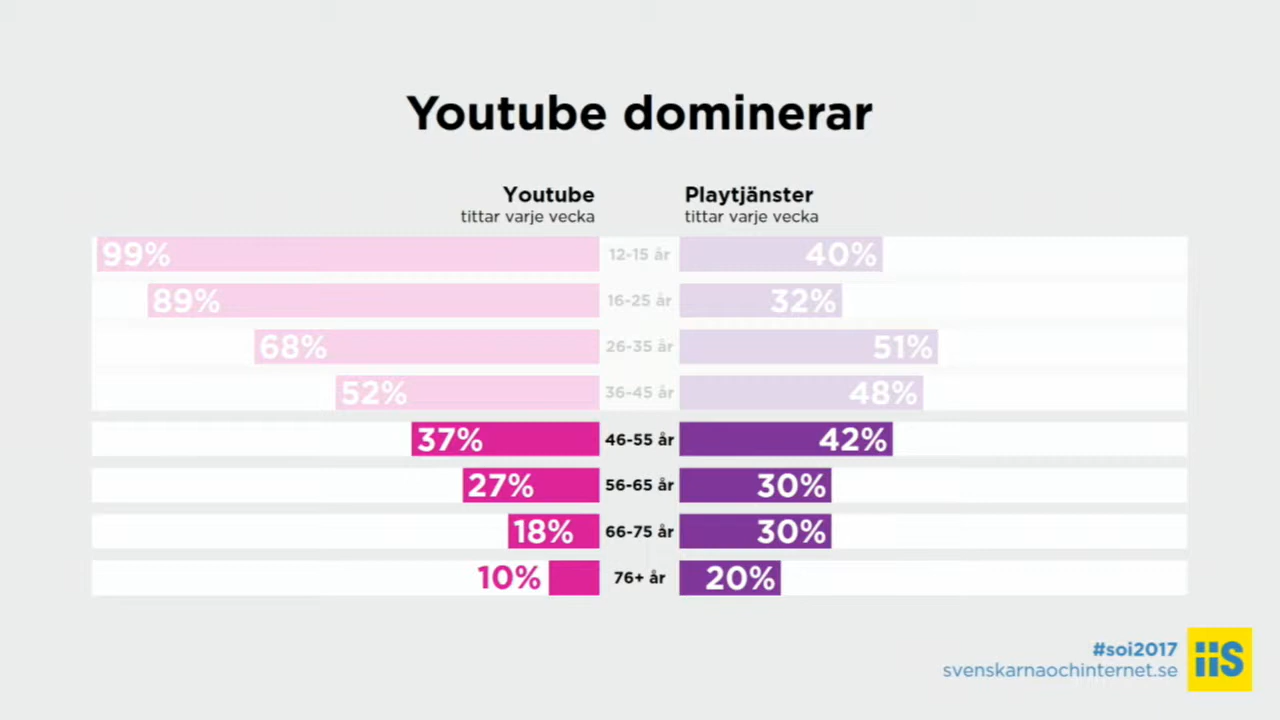 Youtube dominerar
Youtube Playtjänster
tittar varje vecka tittar varje vecka
99% 12-15 år 40%
89% 16-25 år 32%
68% 26-35 år 51%
52% 36-45 år 48%
37% 46-55 år 42%
27% 56-65 år 30%
18% 66-75 år 30%
10% 76+ år 20%
#soi2017
svenskarnaochinternet.se
iis